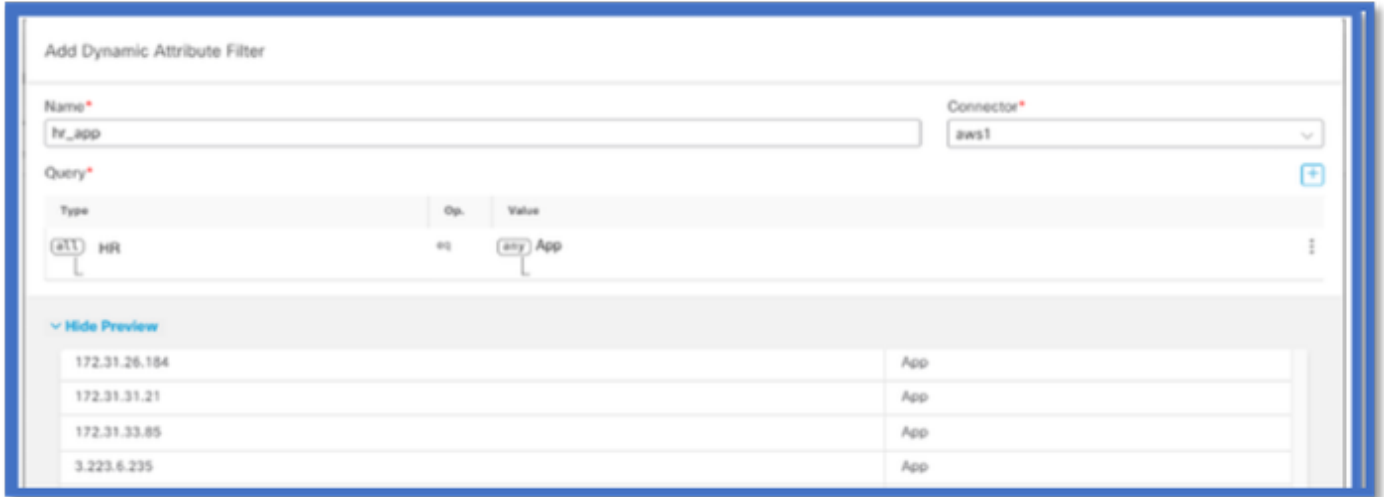 Add Dynamic Attribute Filter
Name* Connector*
hr_app aws1
Query*
Type Op. Value
all HR eq any App
Hide Preview
172.31.26.184 App
172.31.31.21 App
172.31.33.85 App
3.223.6.235 App